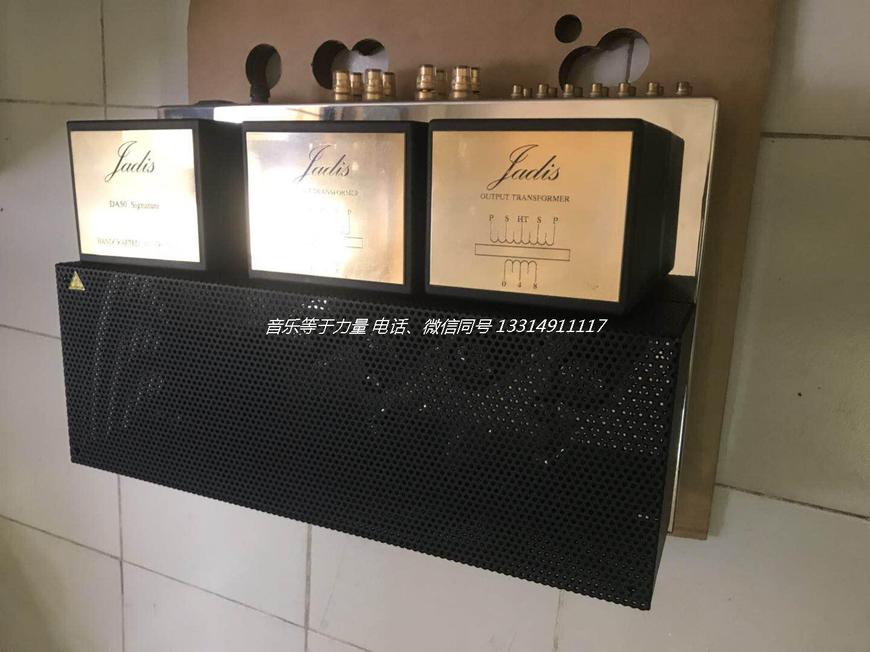 Jadis
DA50 Signature
Jadis
TRANSFORMER
P
Jadis
OUTPUT TRANSFORMER
P S HT S P
0 4 8
音乐等于力量 电话、微信同号 13314911117